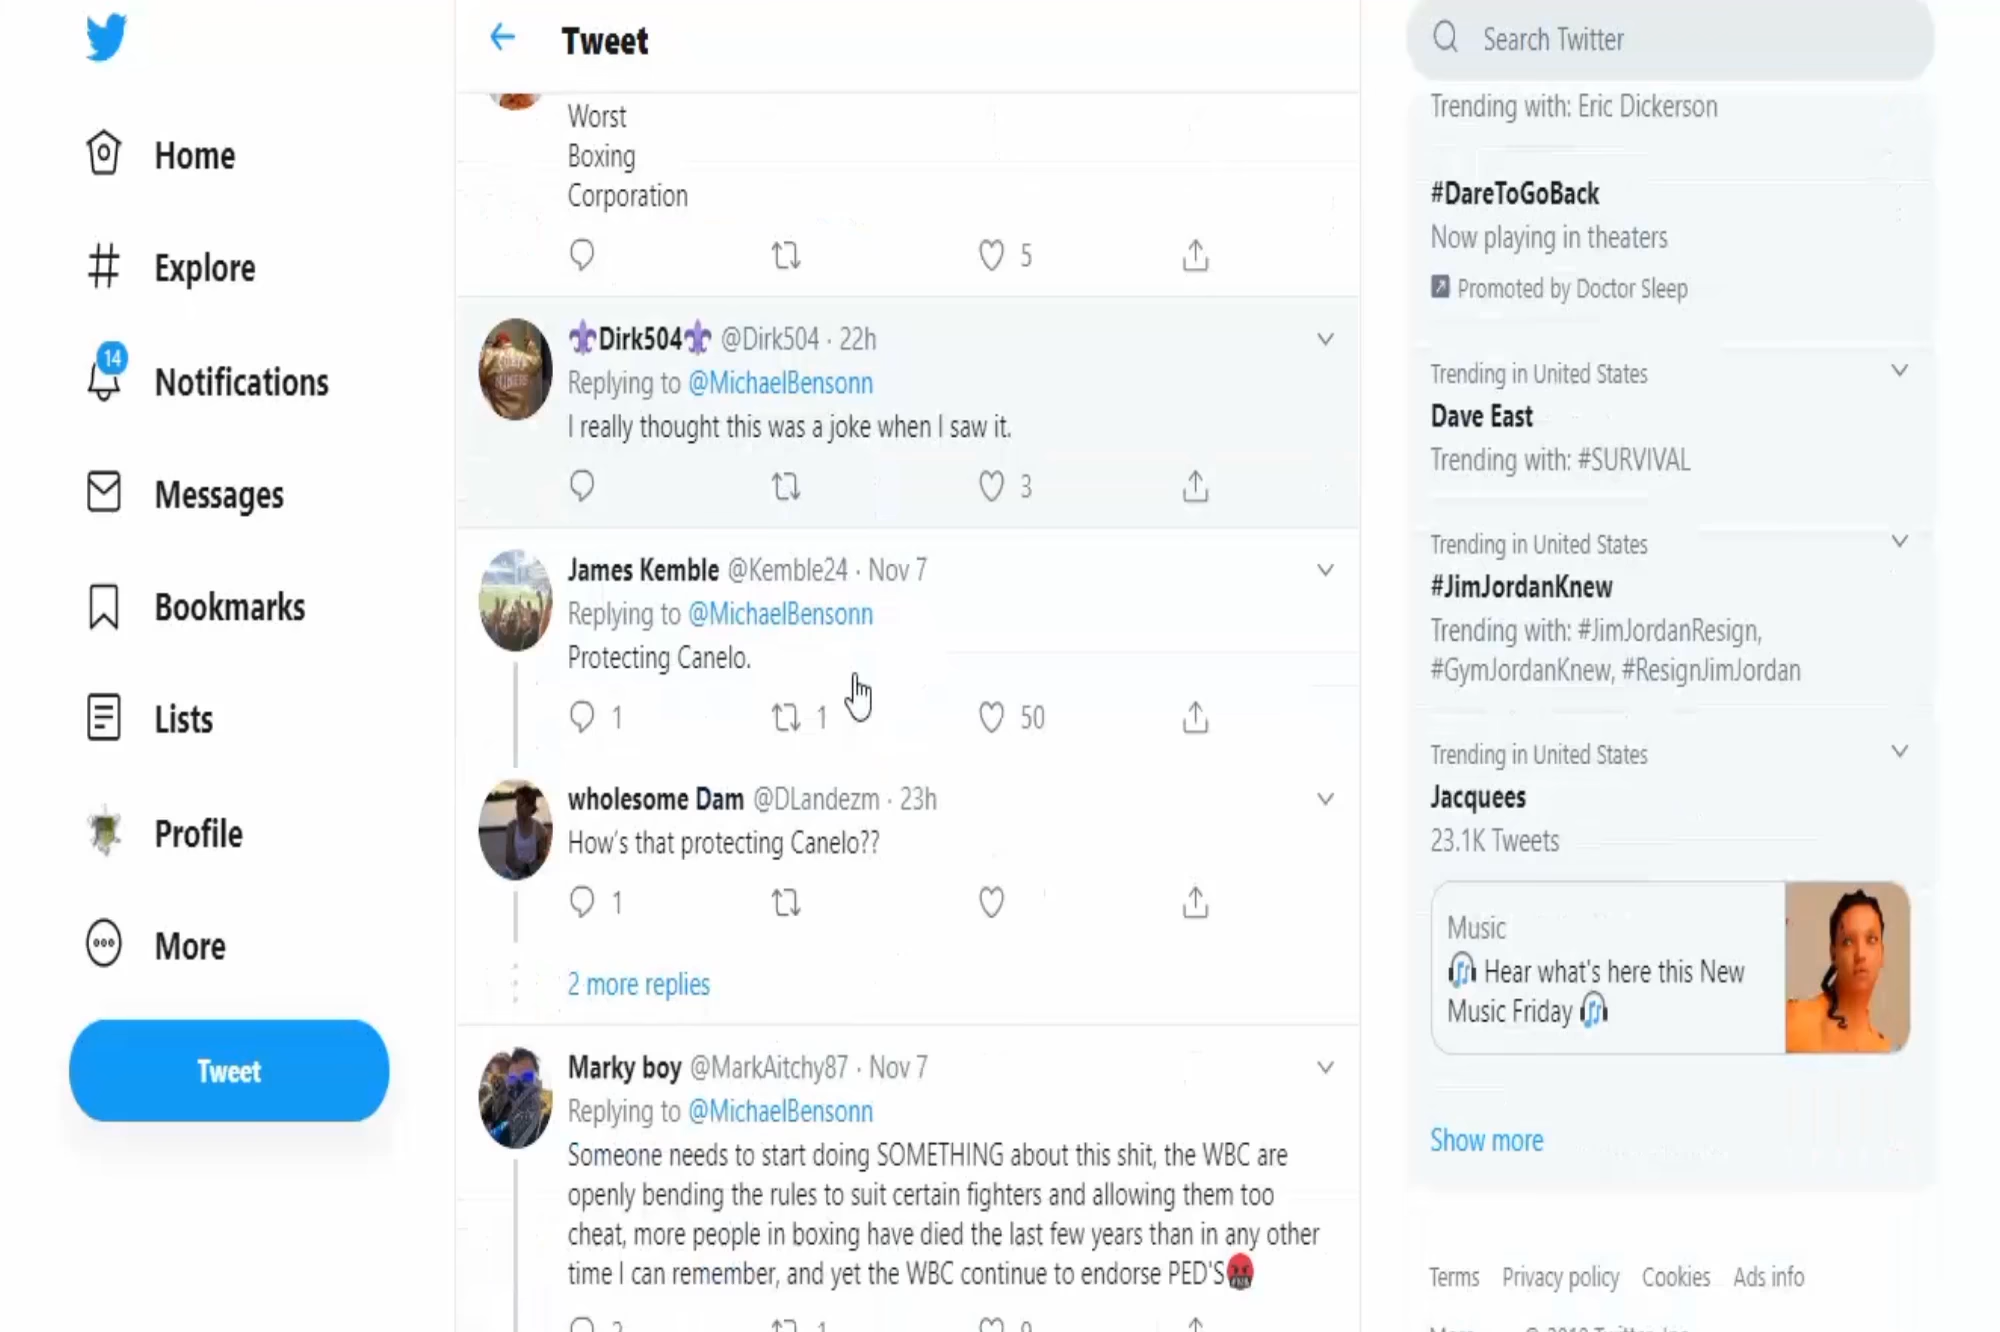 Home
Explore
14
Notifications
Messages
Bookmarks
Lists
Profile
More
Tweet
Tweet
Worst
Boxing
Corporation
5
Dirk504 @Dirk504 · 22h
Replying to @MichaelBensonn
I really thought this was a joke when I saw it.
3
James Kemble @Kemble24 · Nov 7
Replying to @MichaelBensonn
Protecting Canelo.
1 1 50
wholesome Dam @DLandezm · 23h
How's that protecting Canelo??
1
2 more replies
Marky boy @MarkAitchy87 · Nov 7
Replying to @MichaelBensonn
Someone needs to start doing SOMETHING about this shit, the WBC are
openly bending the rules to suit certain fighters and allowing them too
cheat, more people in boxing have died the last few years than in any other
time I can remember, and yet the WBC continue to endorse PED'S
Search Twitter
Trending with: Eric Dickerson
#DareToGoBack
Now playing in theaters
Promoted by Doctor Sleep
Trending in United States
Dave East
Trending with: #SURVIVAL
Trending in United States
#JimJordanKnew
Trending with: #JimJordanResign,
#GymJordanKnew, #ResignJimJordan
Trending in United States
Jacquees
23.1K Tweets
Music
Hear what's here this New
Music Friday
Show more
Terms Privacy policy Cookies Ads info